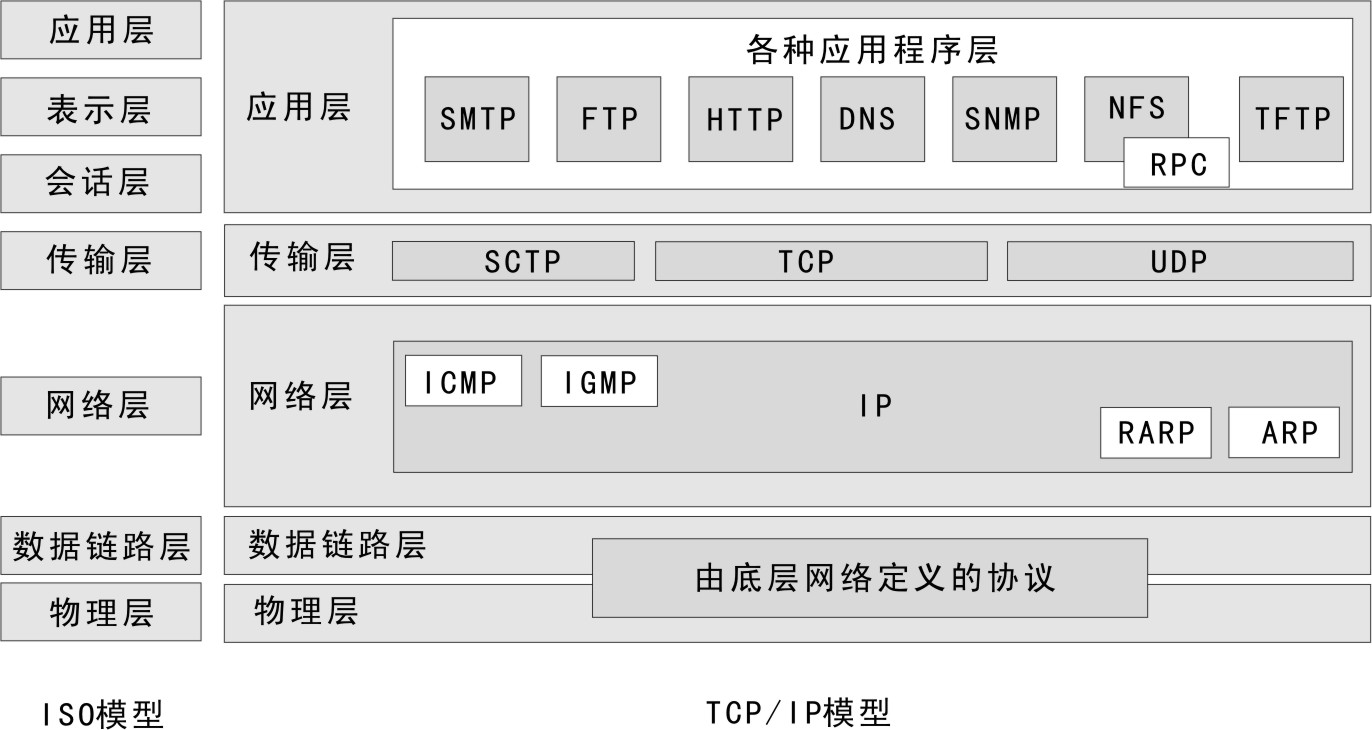 应用层
表示层
会话层
传输层
网络层
数据链路层
物理层
ISO模型
应用层
各种应用程序层
SMTP FTP HTTP DNS SNMP NFS TFTP
RPC
传输层 SCTP TCP UDP
网络层
ICMP IGMP IP
RARP ARP
数据链路层
由底层网络定义的协议
物理层
TCP/IP模型